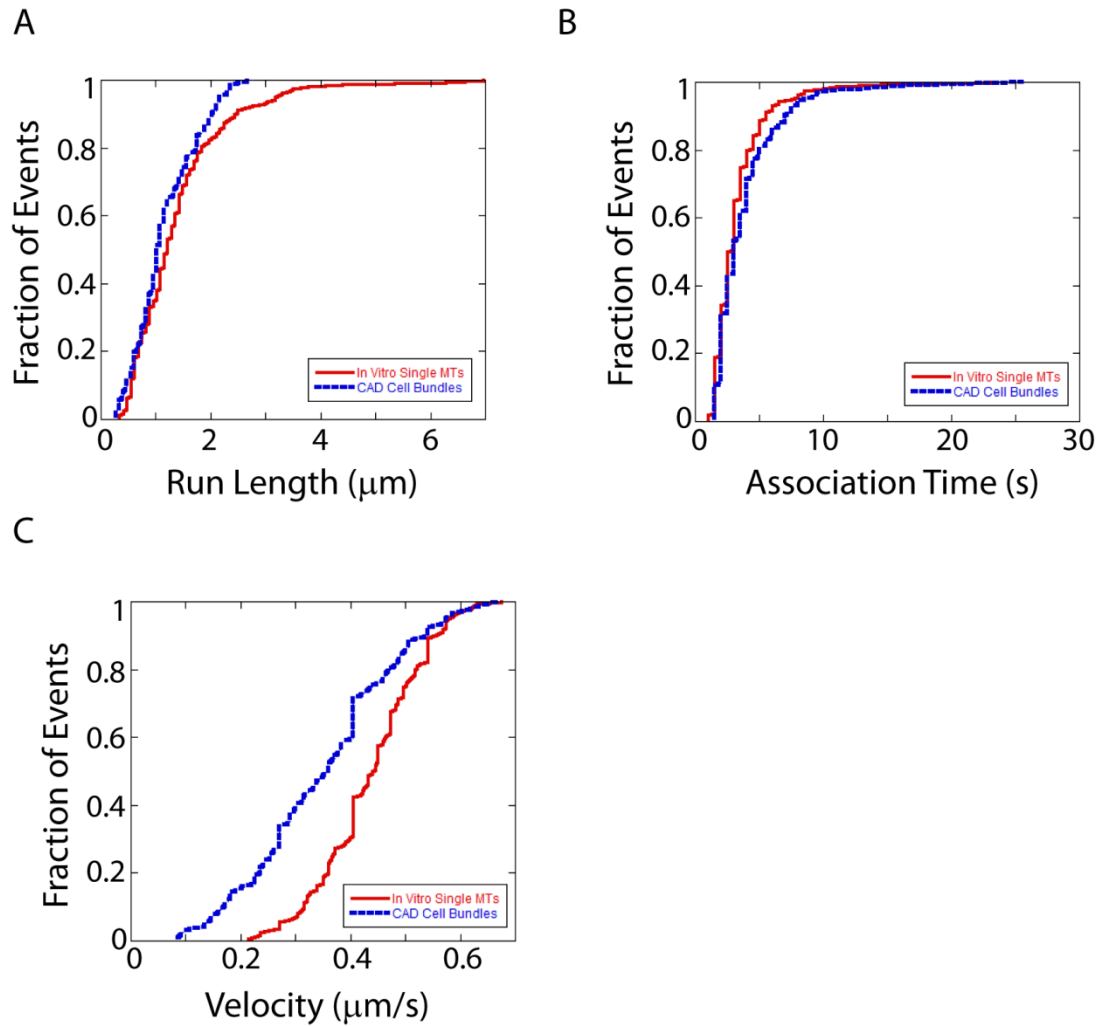 A
Fraction of Events
1
0.8
0.6
0.4
0.2
0
In Vitro Single MTs
CAD Cell Bundles
0 2 4 6
Run Length (μm)
B
Fraction of Events
1
0.8
0.6
0.4
0.2
0
In Vitro Single MTs
CAD Cell Bundles
0 10 20 30
Association Time (s)
C
Fraction of Events
1
0.8
0.6
0.4
0.2
0
In Vitro Single MTs
CAD Cell Bundles
0 0.2 0.4 0.6
Velocity (μm/s)